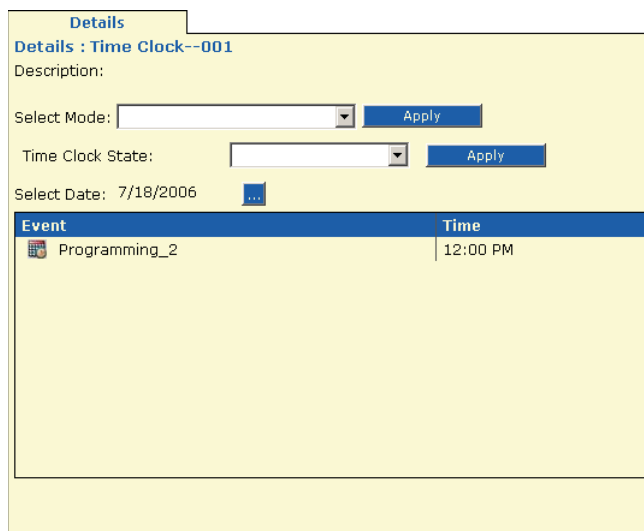 Details
Details : Time Clock--001
Description:
Select Mode: Apply
Time Clock State: Apply
Select Date: 7/18/2006 ...
Event Time
Programming_2 12:00 PM